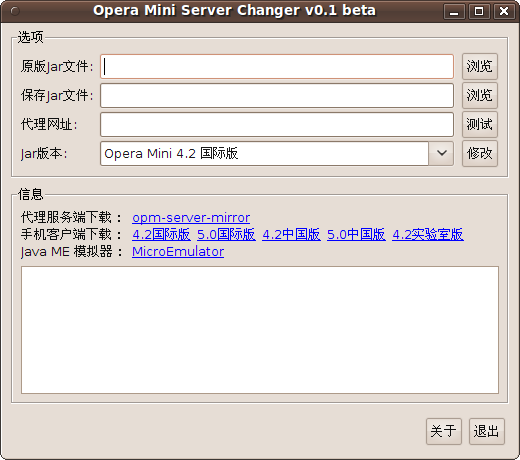 Opera Mini Server Changer v0.1 beta
选项
原版Jar文件: 浏览
保存Jar文件: 浏览
代理网址: 测试
Jar版本: Opera Mini 4.2 国际版 修改
信息
代理服务端下载： opm-server-mirror
手机客户端下载： 4.2国际版 5.0国际版 4.2中国版 5.0中国版 4.2实验室版
Java ME 模拟器： MicroEmulator
关于 退出